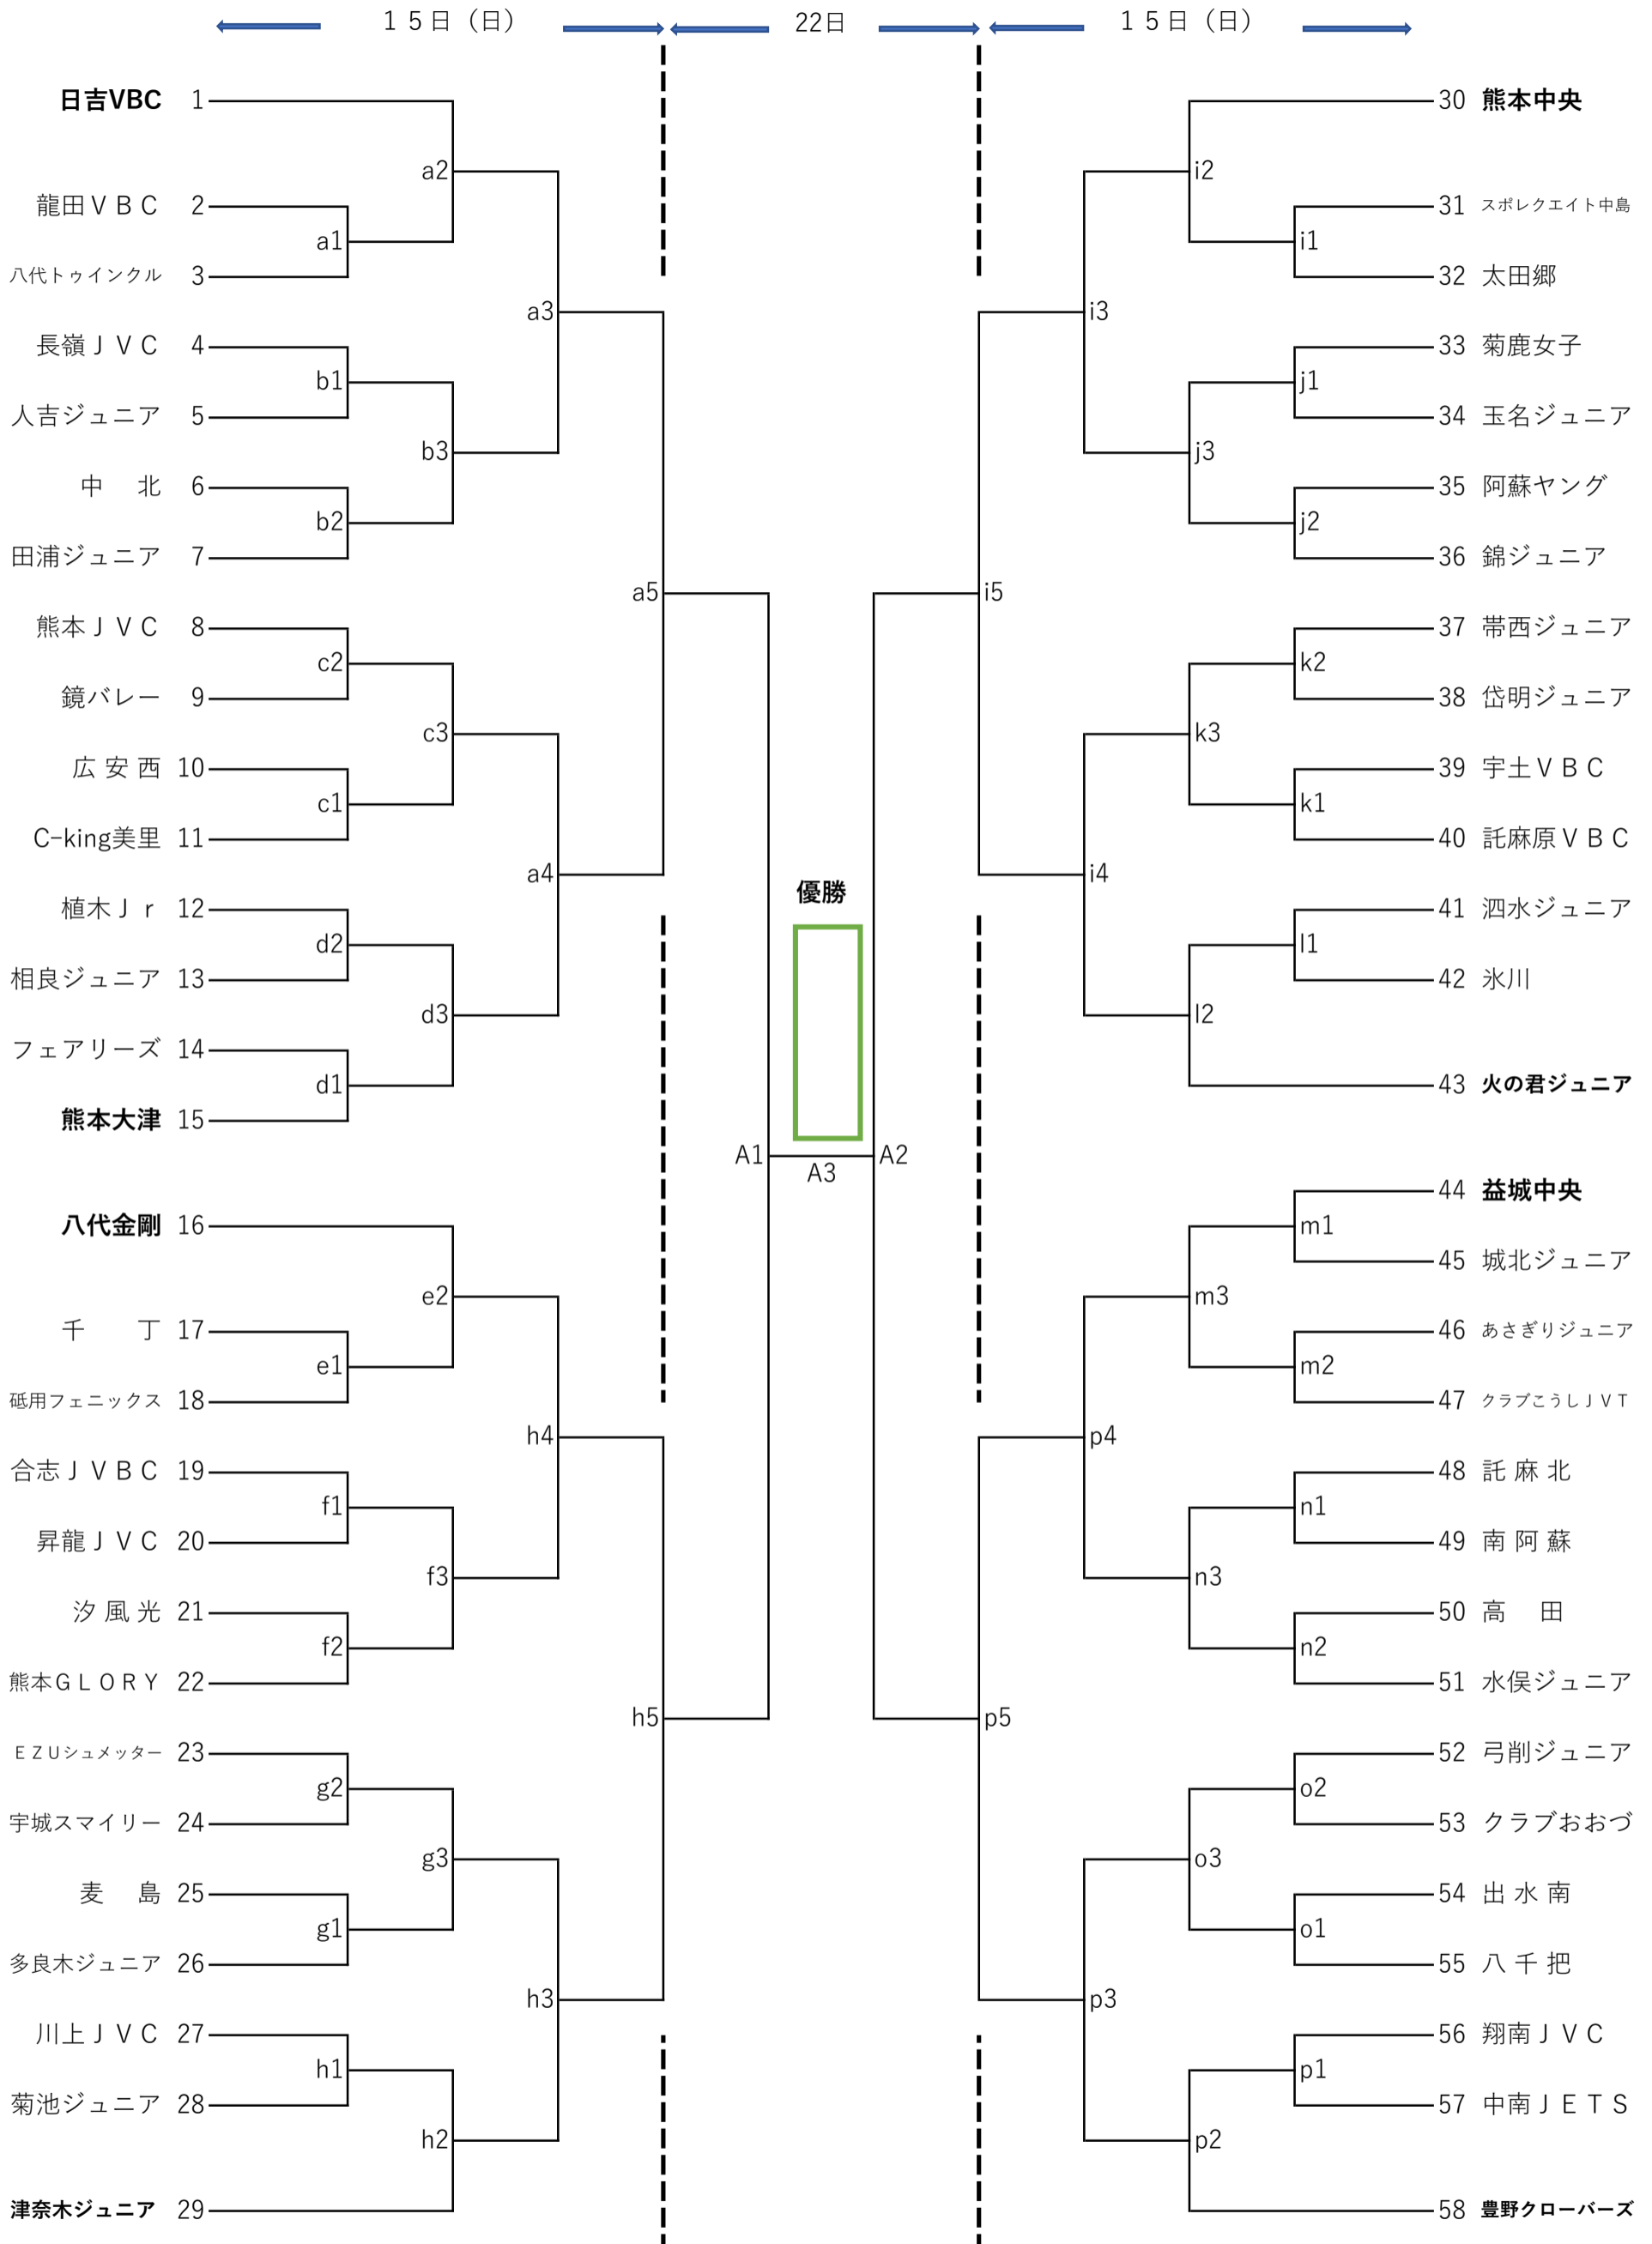 １５日（日） 22日 １５日（日）
日吉VBC 1
a2
龍田ＶＢＣ 2
a1
八代トゥインクル 3
a3
長嶺ＪＶＣ 4
b1
人吉ジュニア 5
b3
中　北 6
b2
田浦ジュニア 7
a5
熊本ＪＶＣ 8
c2
鏡バレー 9
c3
広安西 10
c1
C-king美里 11
a4
植木Ｊｒ 12
d2
相良ジュニア 13
d3
フェアリーズ 14
d1
熊本大津 15
八代金剛 16
e2
千　丁 17
e1
砥用フェニックス 18
h4
合志ＪＶＢＣ 19
f1
昇龍ＪＶＣ 20
f3
汐風光 21
f2
熊本ＧＬＯＲＹ 22
h5
ＥＺＵシュメッター 23
g2
宇城スマイリー 24
g3
麦　島 25
g1
多良木ジュニア 26
h3
川上ＪＶＣ 27
h1
菊池ジュニア 28
h2
津奈木ジュニア 29
優勝
A1
A3
A2
30 熊本中央
i2
31 スポレクエイト中島
i1
32 太田郷
i3
33 菊鹿女子
j1
34 玉名ジュニア
j3
35 阿蘇ヤング
j2
36 錦ジュニア
i5
37 帯西ジュニア
k2
38 岱明ジュニア
k3
39 宇土ＶＢＣ
k1
40 託麻原ＶＢＣ
i4
41 泗水ジュニア
l1
42 氷川
l2
43 火の君ジュニア
44 益城中央
m1
45 城北ジュニア
m3
46 あさぎりジュニア
m2
47 クラブこうしＪＶＴ
p4
48 託麻北
n1
49 南阿蘇
n3
50 高　田
n2
51 水俣ジュニア
p5
52 弓削ジュニア
o2
53 クラブおおづ
o3
54 出水南
o1
55 八千把
p3
56 翔南ＪＶＣ
p1
57 中南ＪＥＴＳ
p2
58 豊野クローバーズ